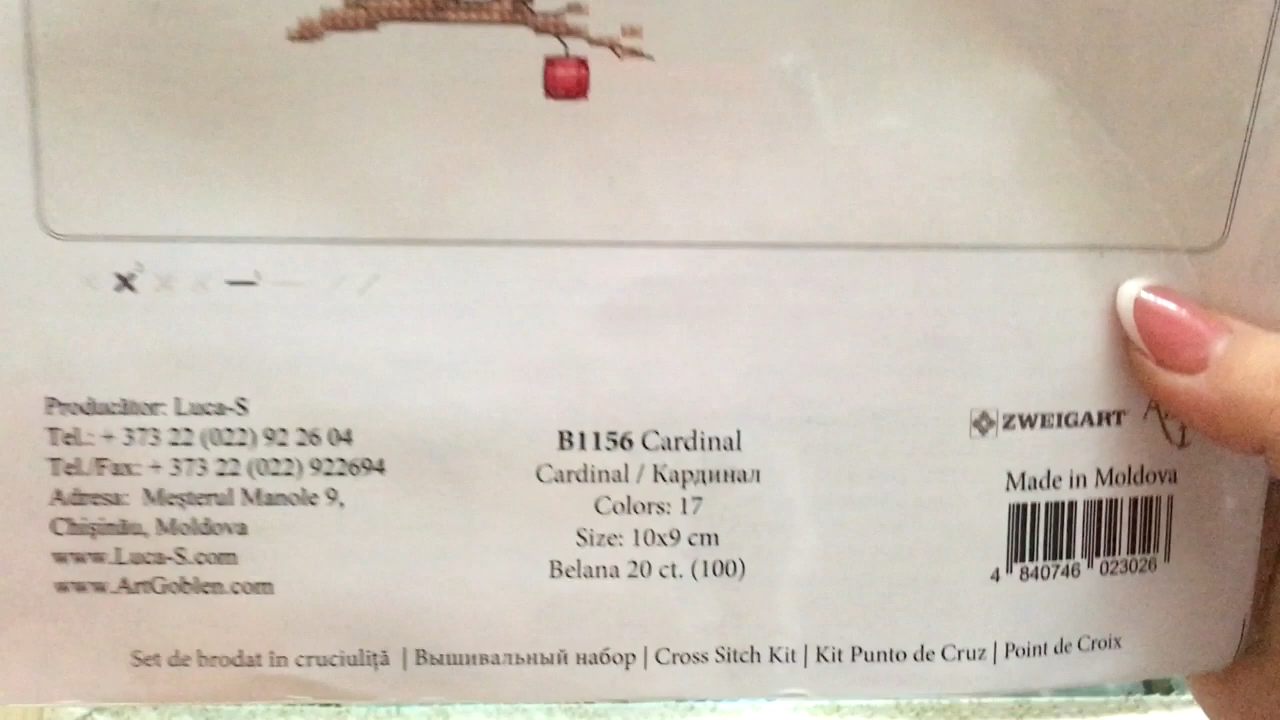 Producător: Luca-S
Tel.: + 373 22 (022) 92 26 04
Tel./Fax: + 373 22 (022) 922694
Adresa: Meşterul Manole 9,
Chişinău, Moldova
www.Luca-S.com
www.ArtGoblen.com
B1156 Cardinal
Cardinal / Кардинал
Colors: 17
Size: 10x9 cm
Belana 20 ct. (100)
ZWEIGART
Made in Moldova
4 840746 023026
Set de brodat în cruciuliţă | Вышивальный набор | Cross Sitch Kit | Kit Punto de Cruz | Point de Croix